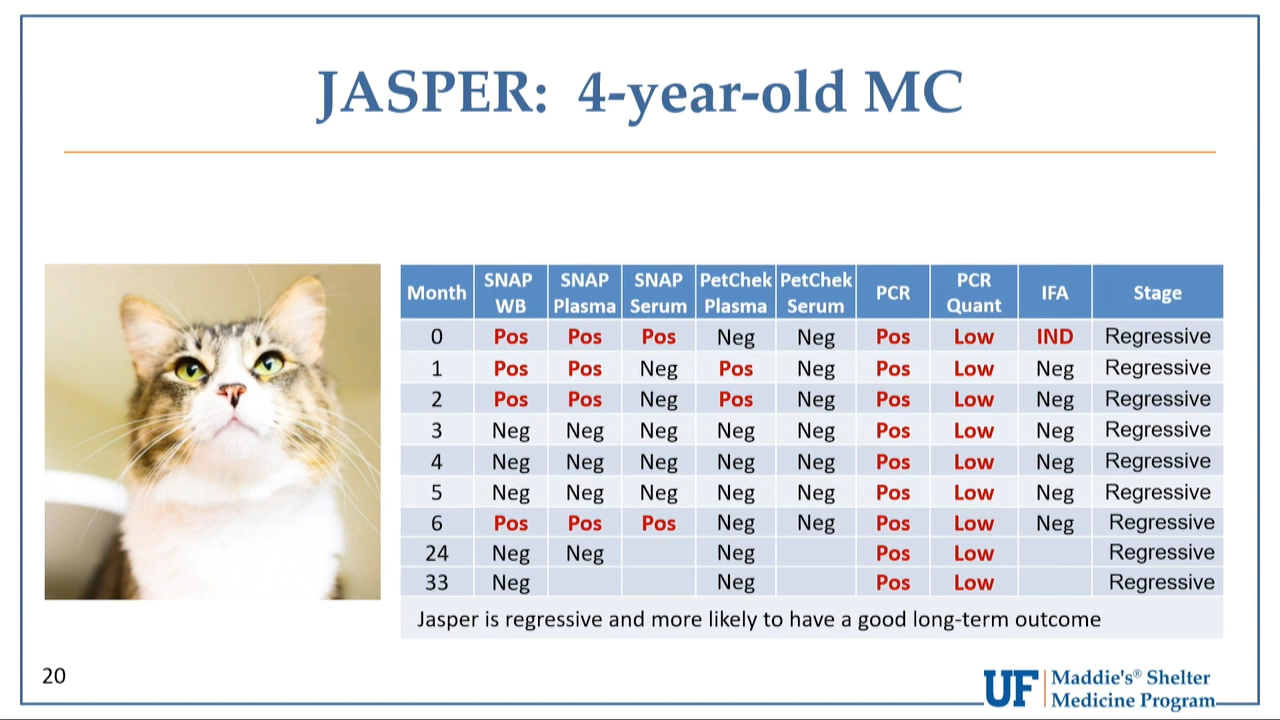 JASPER: 4-year-old MC
Month SNAP WB SNAP Plasma SNAP Serum PetChek Plasma PetChek Serum PCR PCR Quant IFA Stage
0 Pos Pos Pos Neg Neg Pos Low IND Regressive
1 Pos Pos Neg Pos Neg Pos Low Neg Regressive
2 Pos Pos Neg Pos Neg Pos Low Neg Regressive
3 Neg Neg Neg Neg Neg Pos Low Neg Regressive
4 Neg Neg Neg Neg Neg Pos Low Neg Regressive
5 Neg Neg Neg Neg Neg Pos Low Neg Regressive
6 Pos Pos Pos Neg Neg Pos Low Neg Regressive
24 Neg Neg Neg Pos Low Regressive
33 Neg Neg Pos Low Regressive
Jasper is regressive and more likely to have a good long-term outcome
20
UF Maddie's® Shelter
Medicine Program